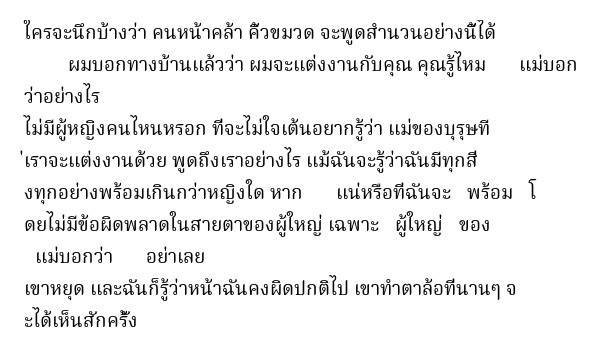 ใครจะนึกบ้างว่า คนหน้าคล้า คิ้วขมวด จะพูดสำนวนอย่างนี้ได้
ผมบอกทางบ้านแล้วว่า ผมจะแต่งงานกับคุณ คุณรู้ไหม แม่บอก
ว่าอย่างไร
ไม่มีผู้หญิงคนไหนหรอก ที่จะไม่ใจเต้นอยากรู้ว่า แม่ของบุรุษที
่เราจะแต่งงานด้วย พูดถึงเราอย่างไร แม้ฉันจะรู้ว่าฉันมีทุกสิ่
งทุกอย่างพร้อมเกินกว่าหญิงใด หาก แน่หรือที่ฉันจะ พร้อม โ
ดยไม่มีข้อผิดพลาดในสายตาของผู้ใหญ่ เฉพาะ ผู้ใหญ่ ของ
แม่บอกว่า อย่าเลย
เขาหยุด และฉันก็รู้ว่าหน้าฉันคงผิดปกติไป เขาทำตาล้อที่นานๆ จ
ะได้เห็นสักครั้ง